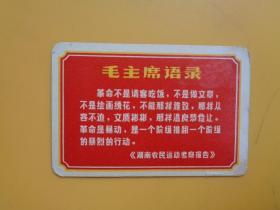 毛主席语录
革命不是请客吃饭，不是做文章，
不是绘画绣花，不能那样雅致，那样从
容不迫，文质彬彬，那样温良恭俭让。
革命是暴动，是一个阶级推翻一个阶级
的暴烈的行动。
《湖南农民运动考察报告》